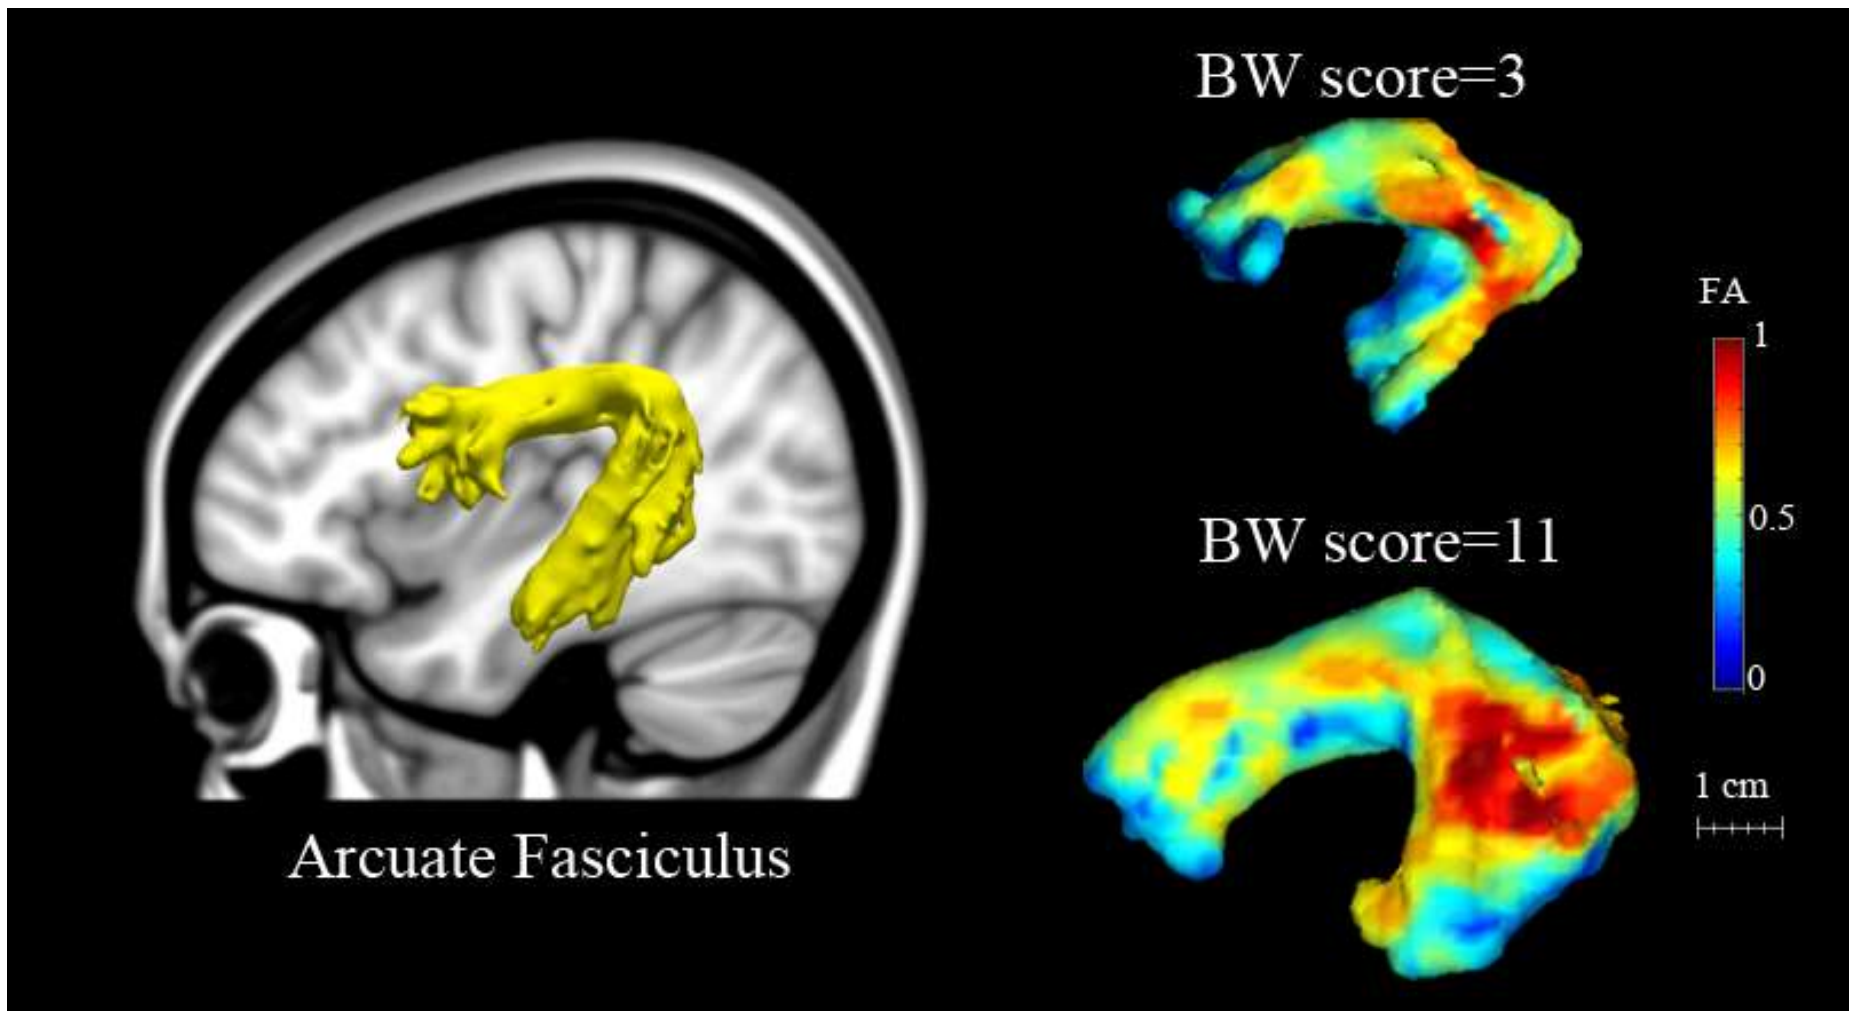 Arcuate Fasciculus
BW score=3
BW score=11
FA
1
0.5
0
1 cm